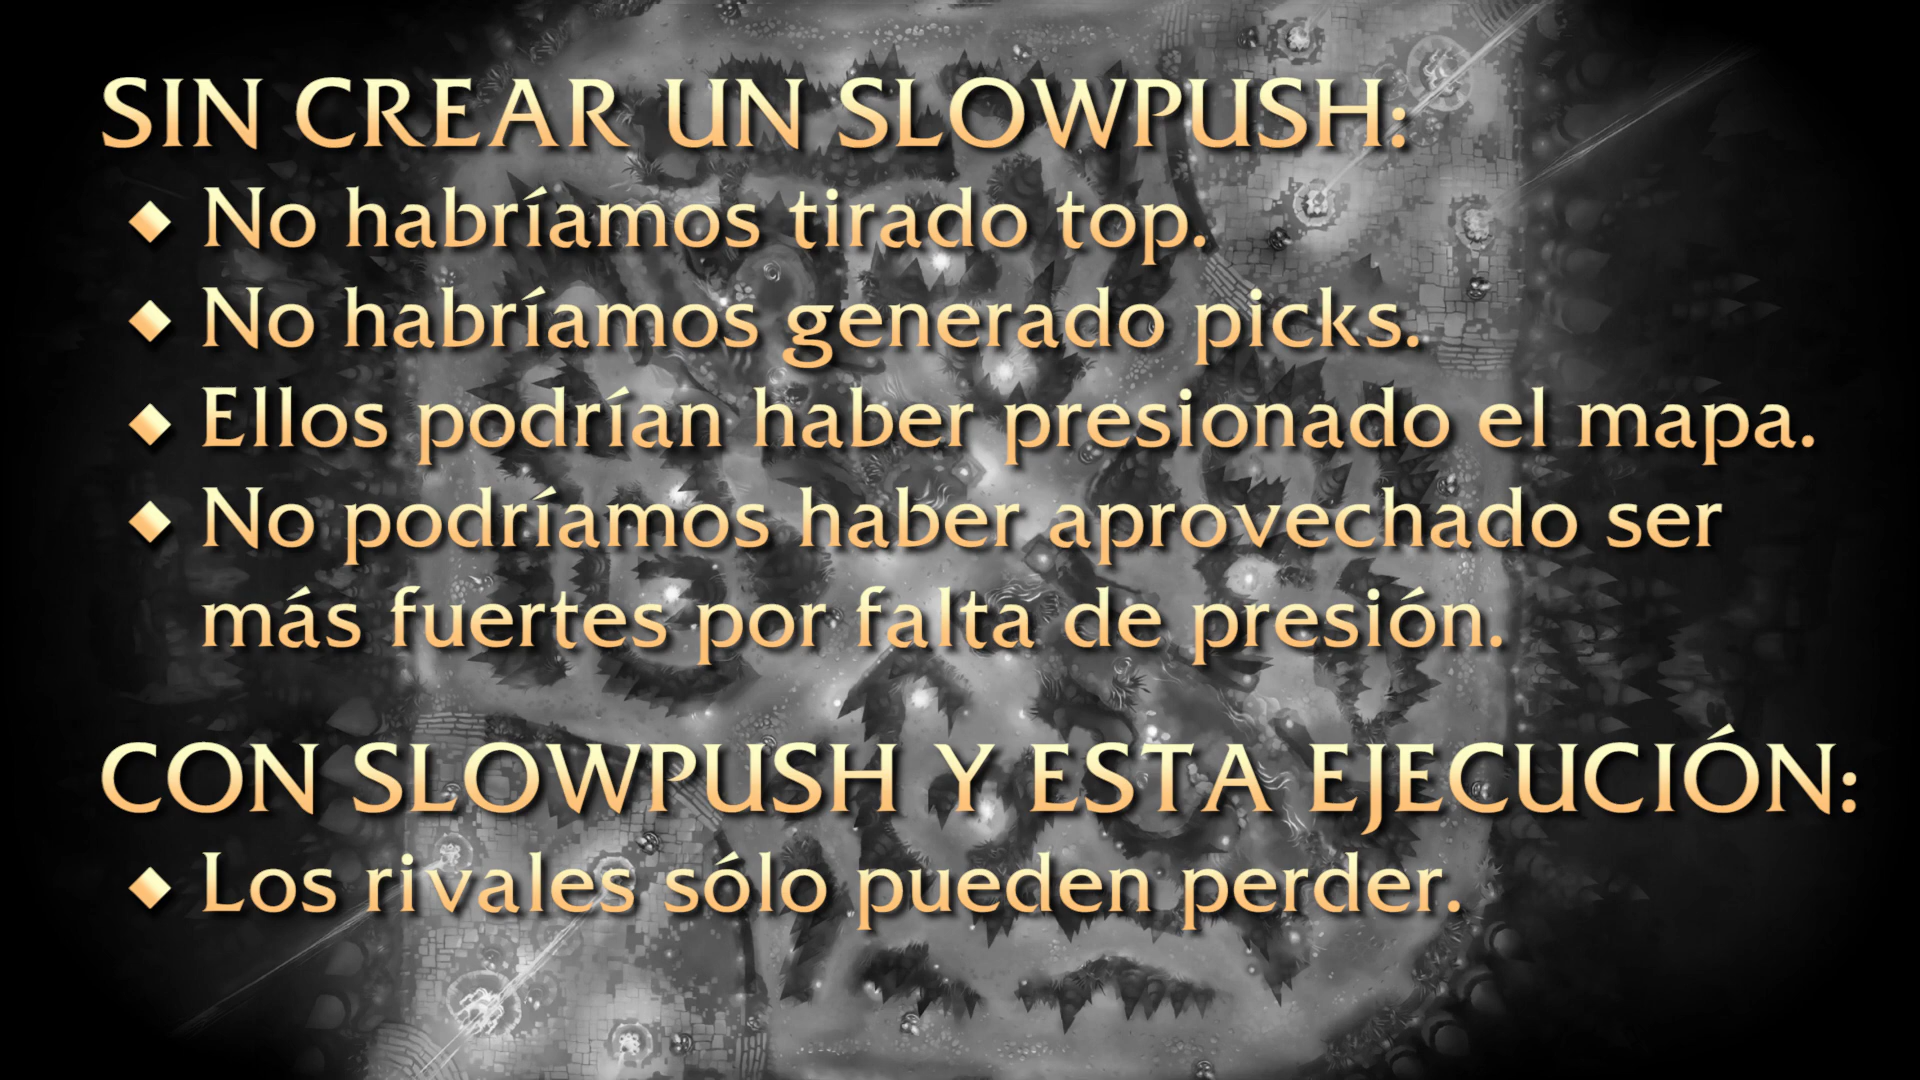 SIN CREAR UN SLOWPUSH:
◆ No habríamos tirado top.
◆ No habríamos generado picks.
◆ Ellos podrían haber presionado el mapa.
◆ No podríamos haber aprovechado ser
más fuertes por falta de presión.
CON SLOWPUSH Y ESTA EJECUCIÓN:
◆ Los rivales sólo pueden perder.